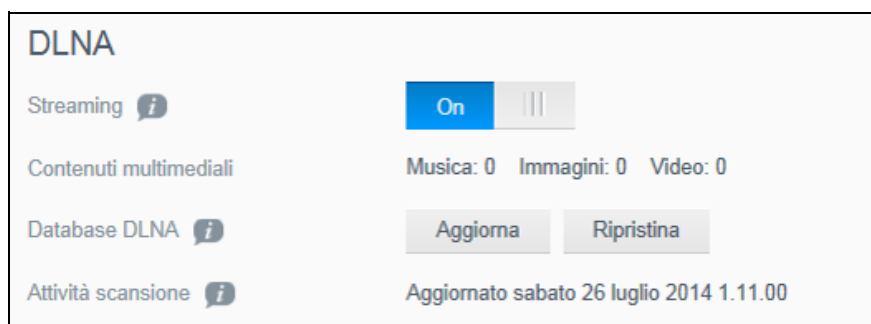 DLNA
Streaming On
Contenuti multimediali Musica: 0 Immagini: 0 Video: 0
Database DLNA Aggiorna Ripristina
Attività scansione Aggiornato sabato 26 luglio 2014 1.11.00